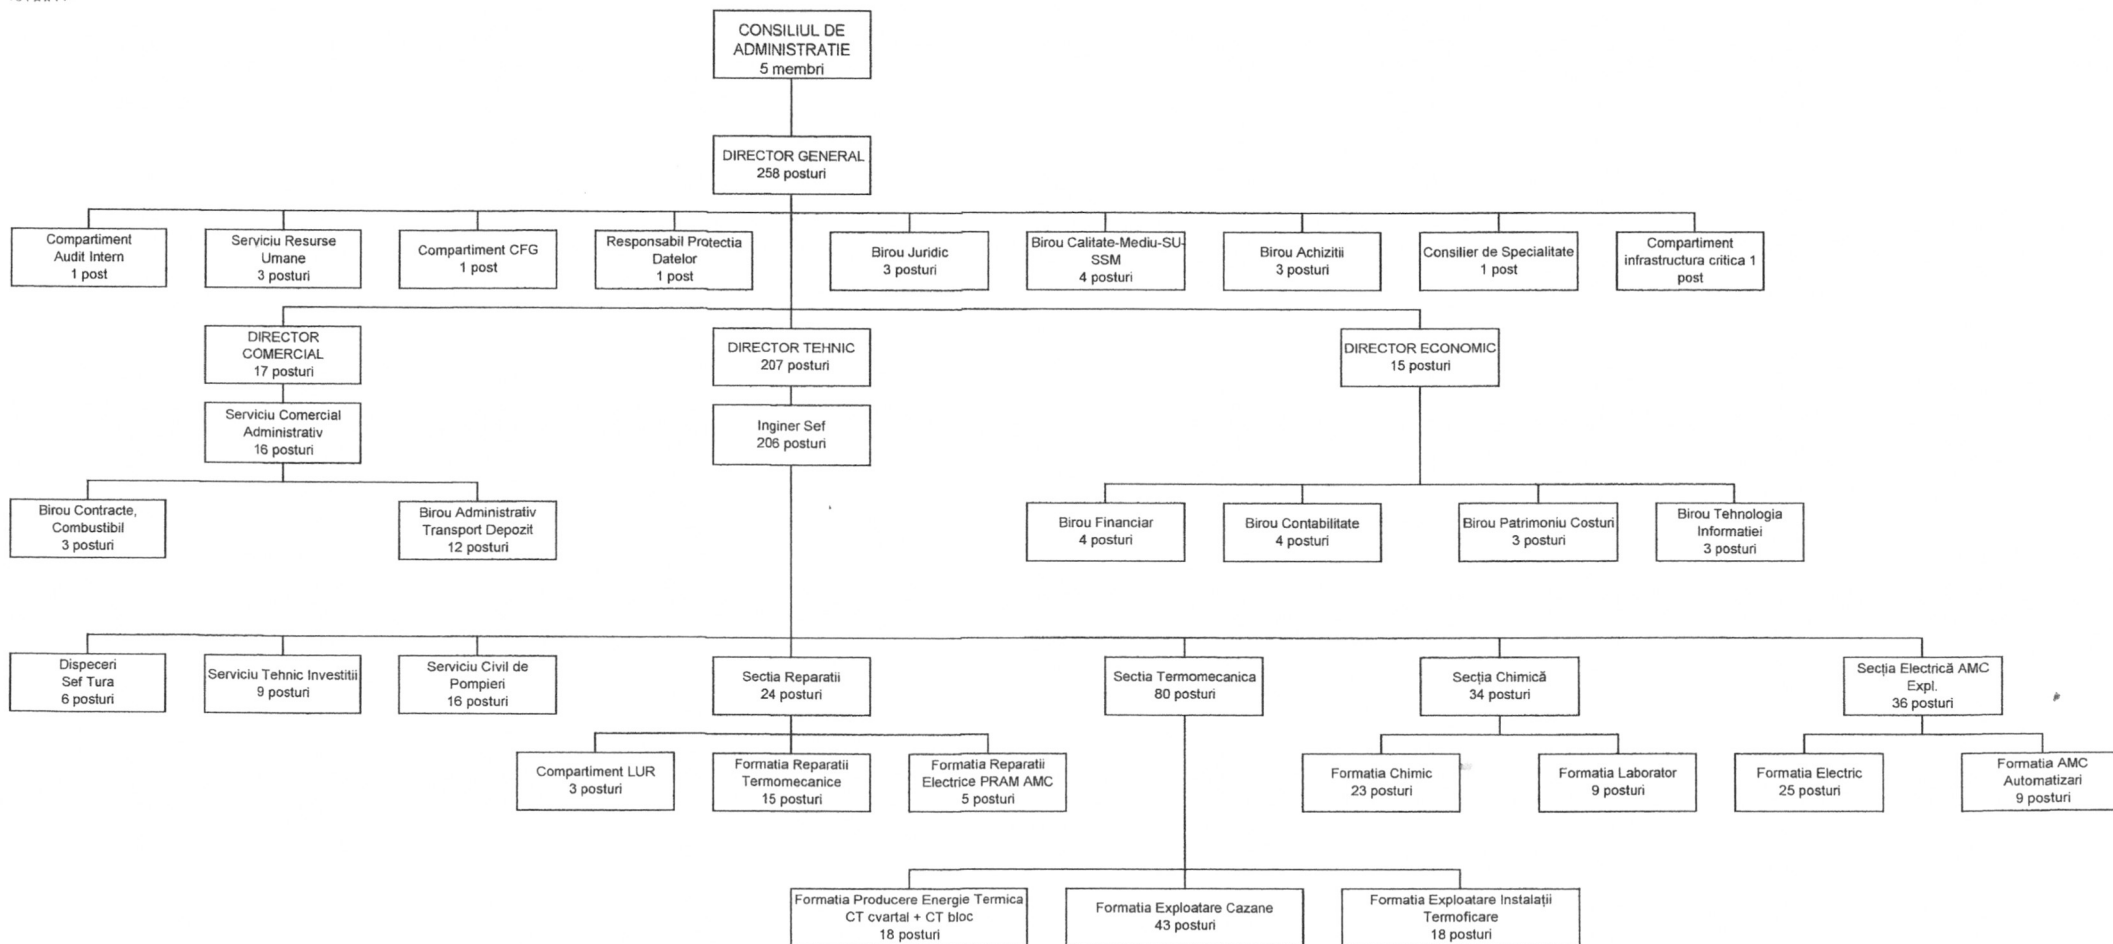 CONSILIUL DE
ADMINISTRATIE
5 membri
DIRECTOR GENERAL
258 posturi
Compartiment
Audit Intern
1 post
Serviciu Resurse
Umane
3 posturi
Compartiment CFG
1 post
Responsabil Protectia
Datelor
1 post
Birou Juridic
3 posturi
Birou Calitate-Mediu-SU-
SSM
4 posturi
Birou Achizitii
3 posturi
Consilier de Specialitate
1 post
Compartiment
infrastructura critica 1
post
DIRECTOR
COMERCIAL
17 posturi
DIRECTOR TEHNIC
207 posturi
DIRECTOR ECONOMIC
15 posturi
Serviciu Comercial
Administrativ
16 posturi
Inginer Sef
206 posturi
Birou Contracte,
Combustibil
3 posturi
Birou Administrativ
Transport Depozit
12 posturi
Birou Financiar
4 posturi
Birou Contabilitate
4 posturi
Birou Patrimoniu Costuri
3 posturi
Birou Tehnologia
Informatiei
3 posturi
Dispeceri
Sef Tura
6 posturi
Serviciu Tehnic Investitii
9 posturi
Serviciu Civil de
Pompieri
16 posturi
Sectia Reparatii
24 posturi
Sectia Termomecanica
80 posturi
Secția Chimică
34 posturi
Secția Electrică AMC
Expl.
36 posturi
Compartiment LUR
3 posturi
Formatia Reparatii
Termomecanice
15 posturi
Formatia Reparatii
Electrice PRAM AMC
5 posturi
Formatia Chimic
23 posturi
Formatia Laborator
9 posturi
Formatia Electric
25 posturi
Formatia AMC
Automatizari
9 posturi
Formatia Producere Energie Termica
CT cvartal + CT bloc
18 posturi
Formatia Exploatare Cazane
43 posturi
Formatia Exploatare Instalații
Termoficare
18 posturi